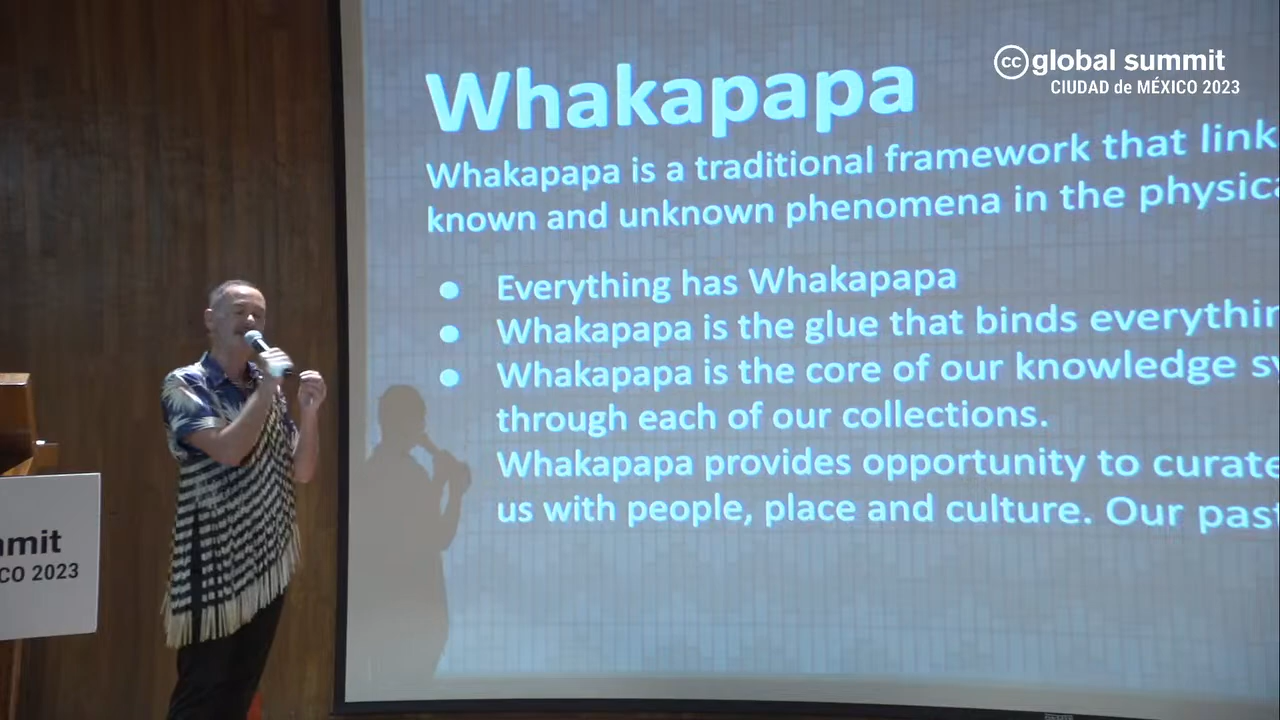 cc global summit
CIUDAD de MÉXICO 2023
Whakapapa
Whakapapa is a traditional framework that link
known and unknown phenomena in the physic
Everything has Whakapapa
Whakapapa is the glue that binds everythin
Whakapapa is the core of our knowledge sy
through each of our collections.
Whakapapa provides opportunity to curate
us with people, place and culture. Our past
mmit
CO 2023